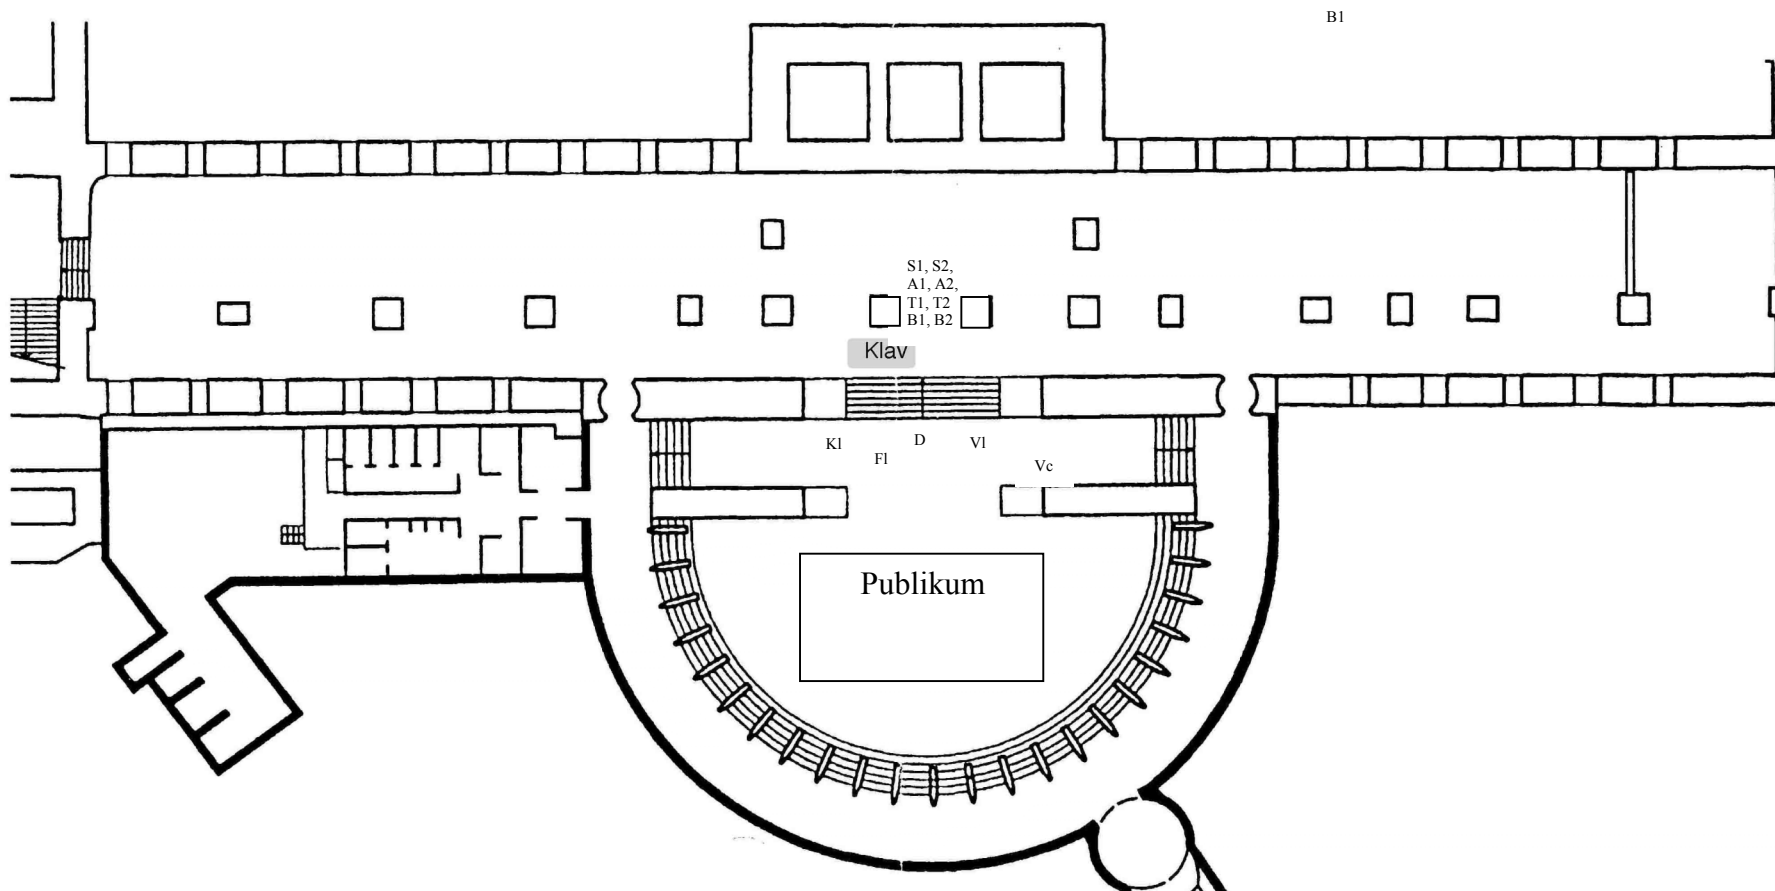 B1
S1, S2,
A1, A2,
T1, T2
B1, B2
Klav
Kl
Fl
D
Vl
Vc
Publikum